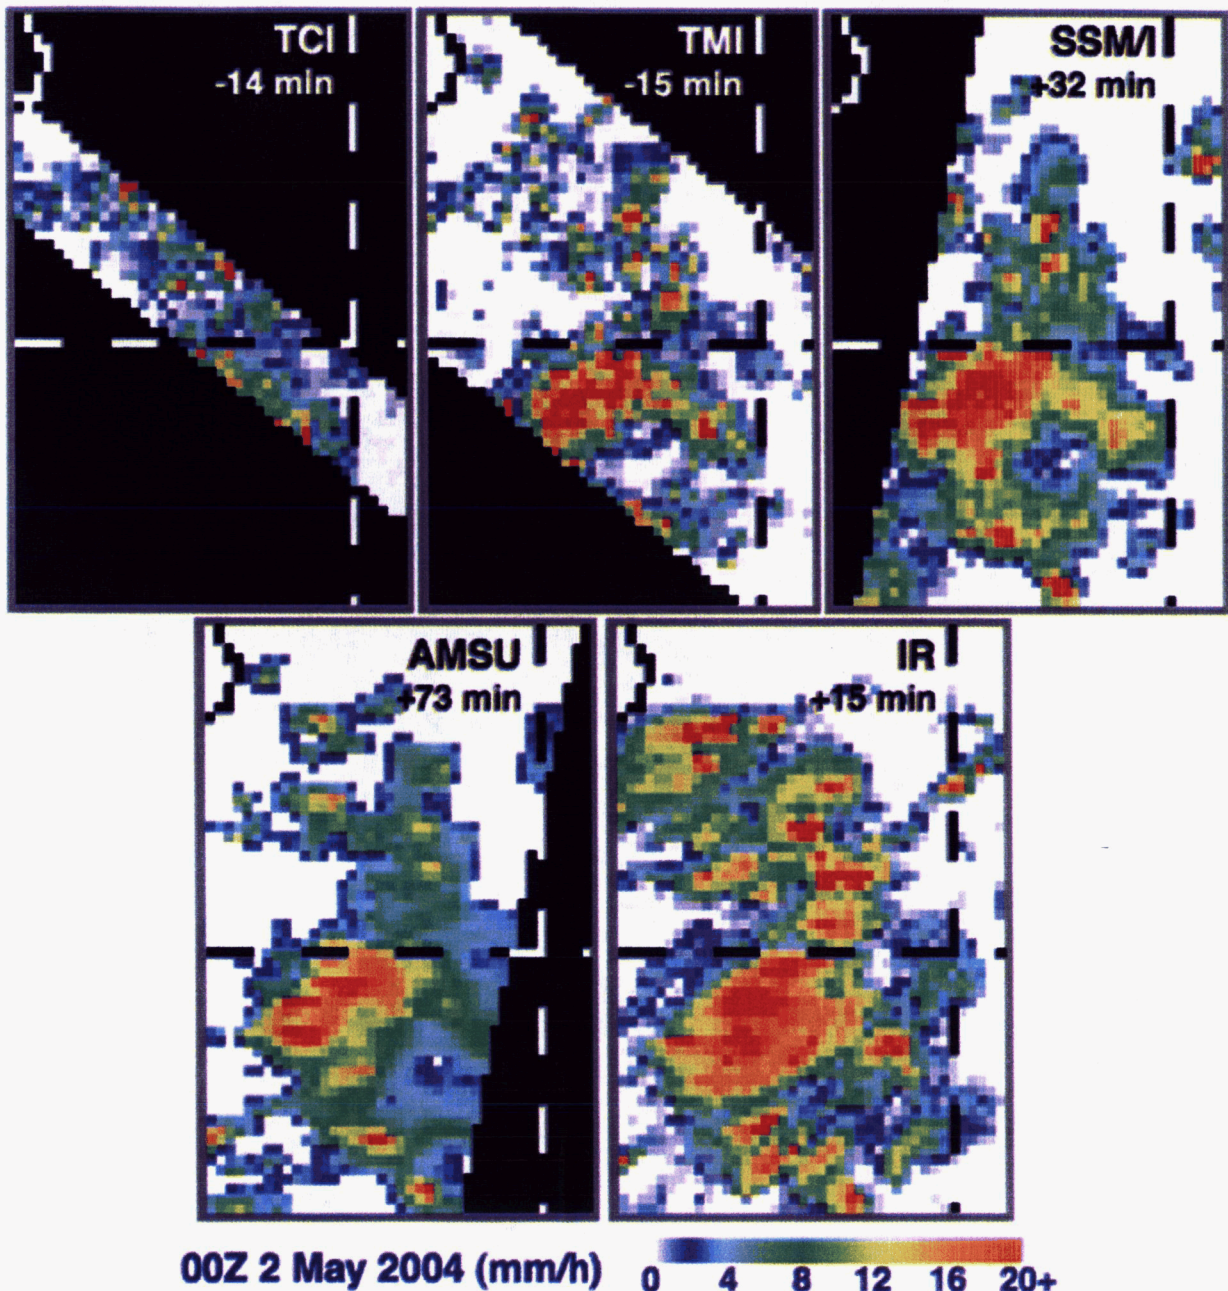 TCI
-14 min
TMI
-15 min
SSM/I
+32 min
AMSU
+73 min
IR
+15 min
00Z 2 May 2004 (mm/h)
0 4 8 12 16 20+